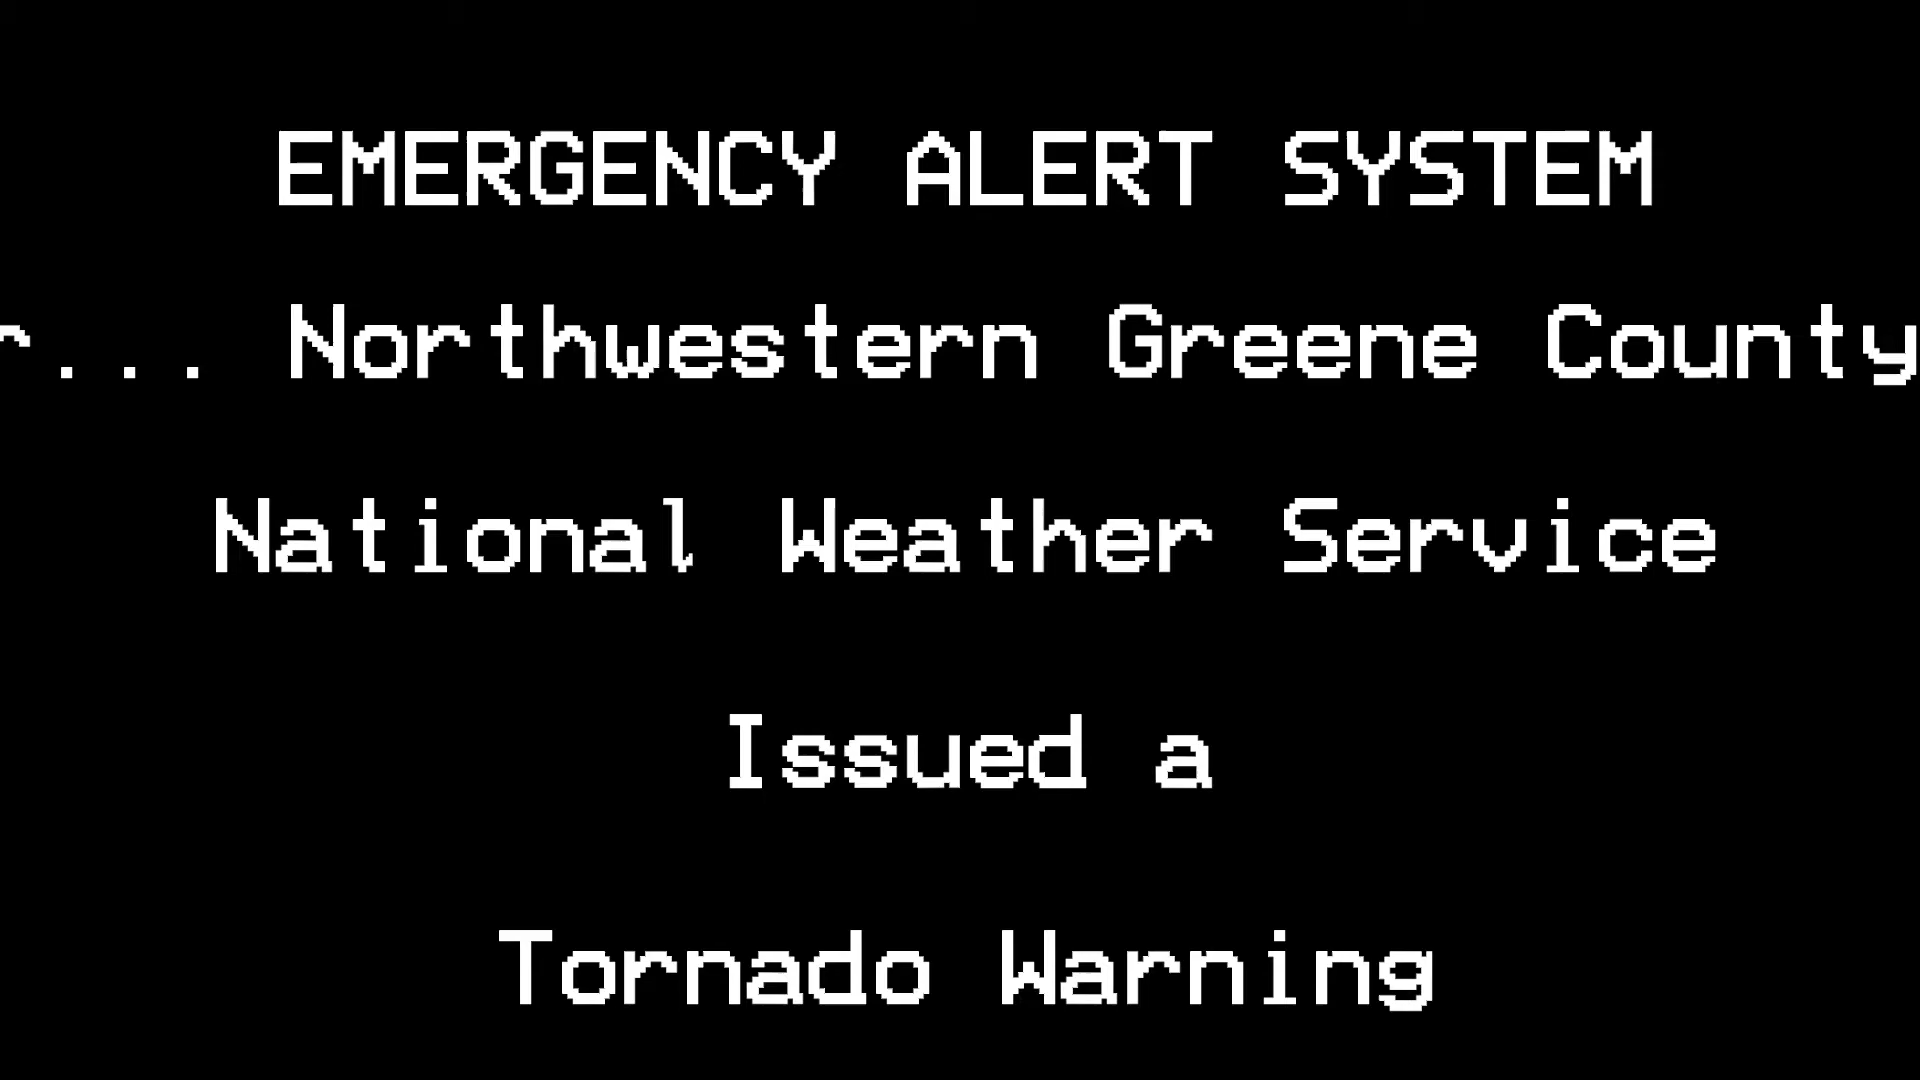 EMERGENCY ALERT SYSTEM
r... Northwestern Greene County
National Weather Service
Issued a
Tornado Warning